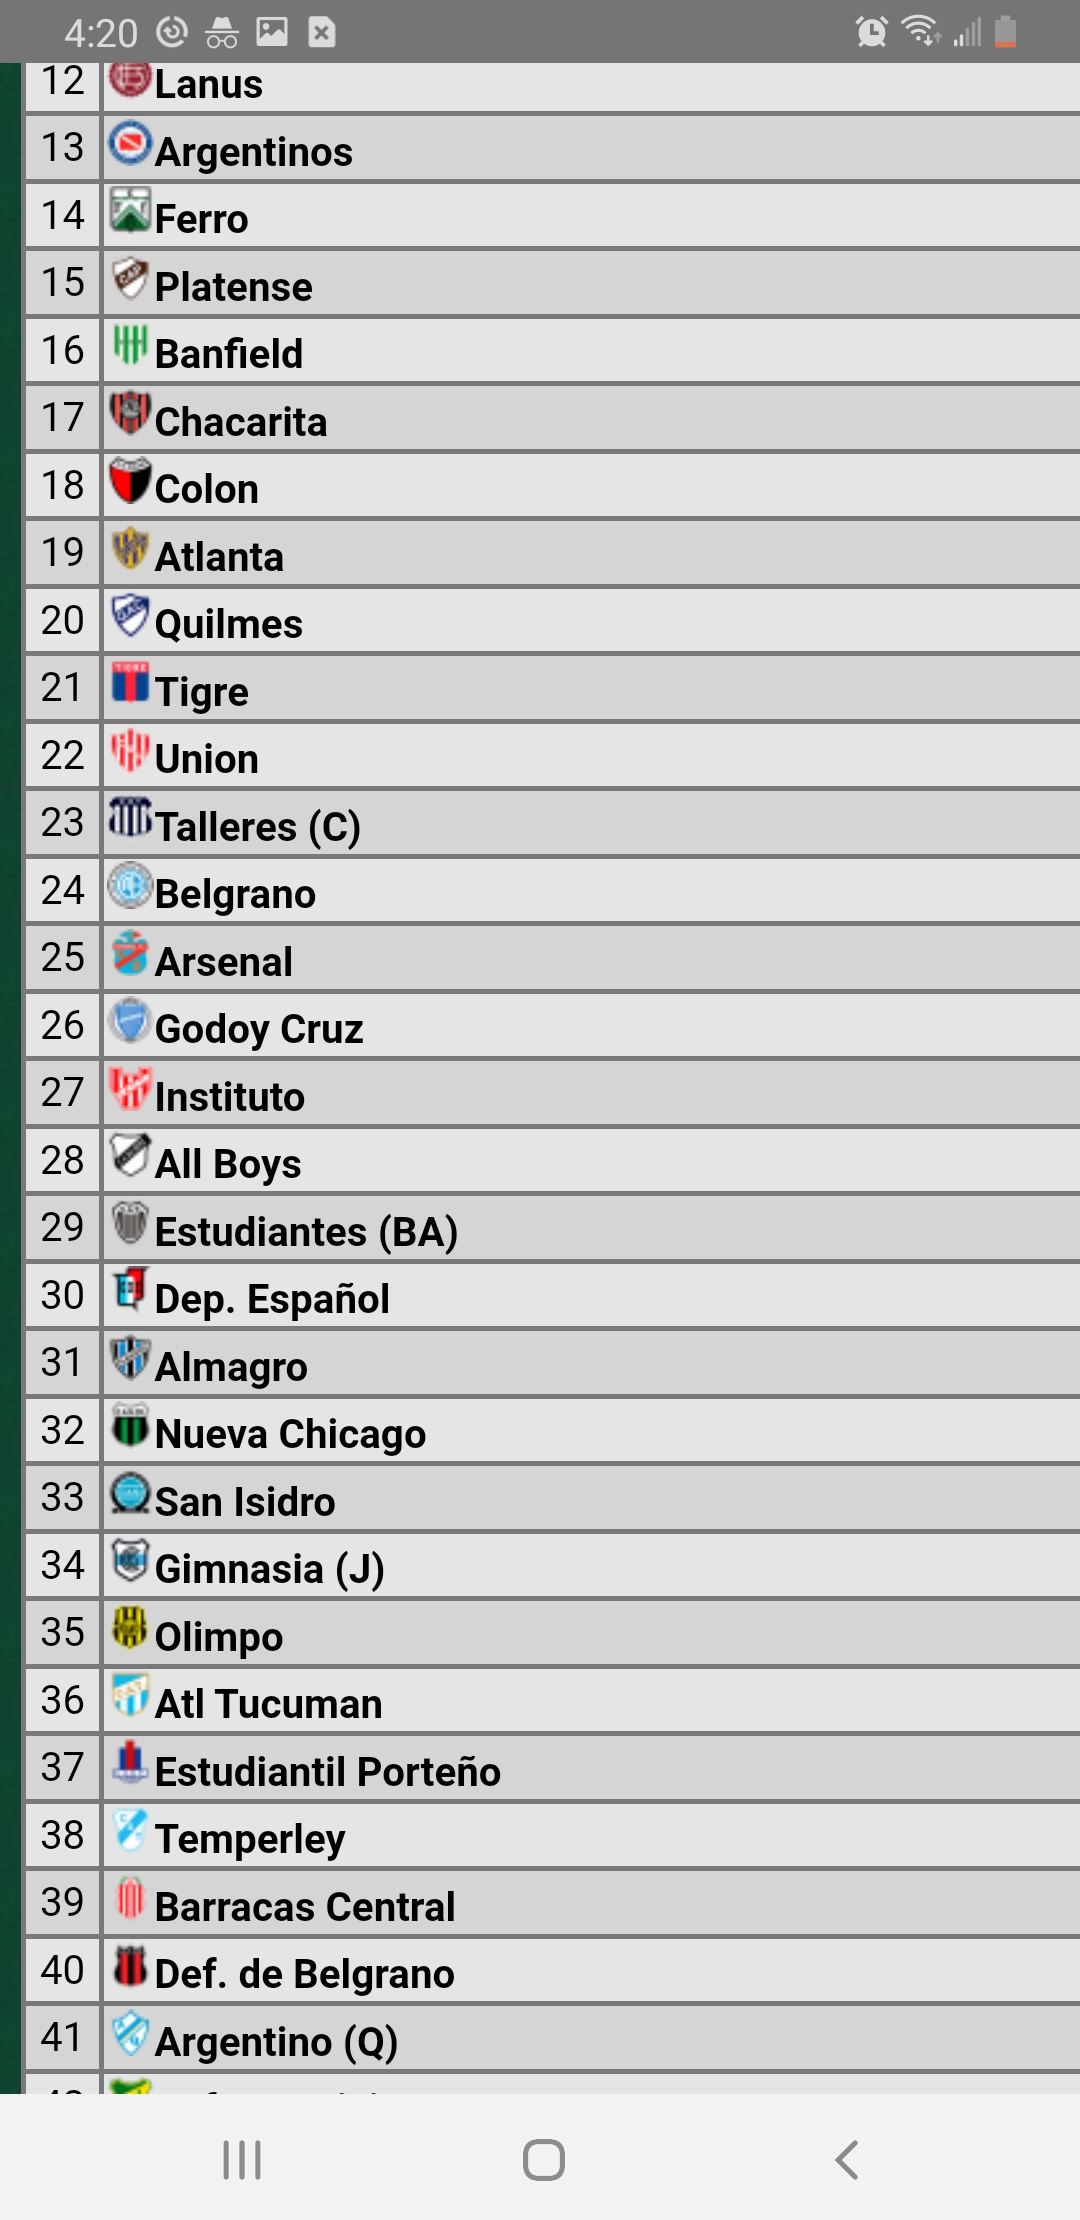 4:20
12 Lanus
13 Argentinos
14 Ferro
15 Platense
16 Banfield
17 Chacarita
18 Colon
19 Atlanta
20 Quilmes
21 Tigre
22 Union
23 Talleres (C)
24 Belgrano
25 Arsenal
26 Godoy Cruz
27 Instituto
28 All Boys
29 Estudiantes (BA)
30 Dep. Español
31 Almagro
32 Nueva Chicago
33 San Isidro
34 Gimnasia (J)
35 Olimpo
36 Atl Tucuman
37 Estudiantil Porteño
38 Temperley
39 Barracas Central
40 Def. de Belgrano
41 Argentino (Q)